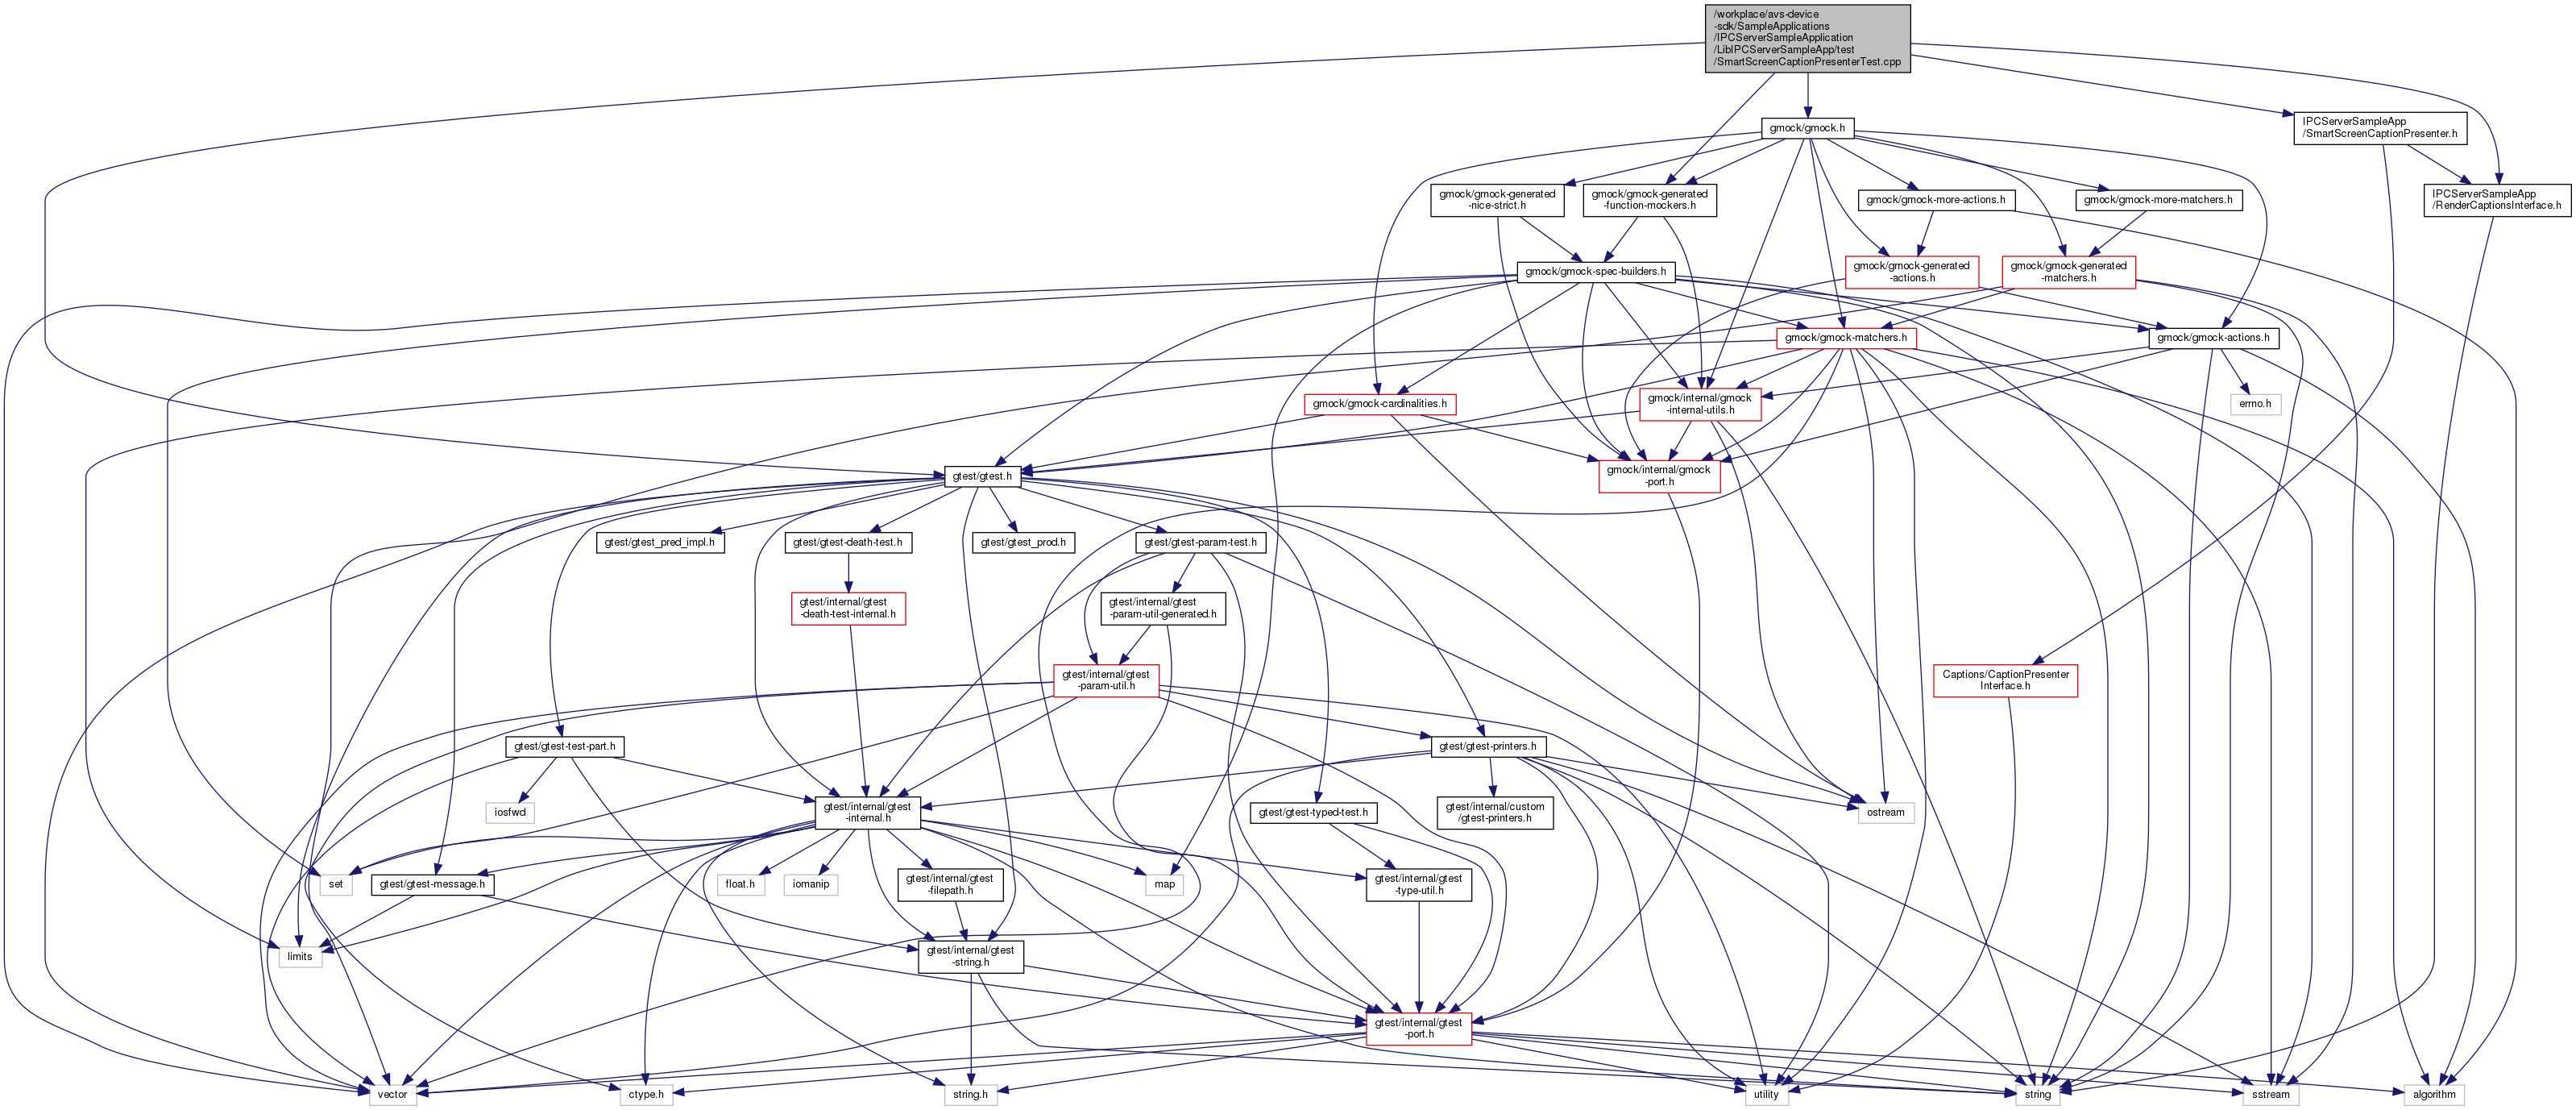 /workplace/avs-device
-sdk/SampleApplications
/IPCServerSampleApplication
/LibIPCServerSampleApp/test
/SmartScreenCaptionPresenterTest.cpp
gmock/gmock.h
IPCServerSampleApp
/SmartScreenCaptionPresenter.h
gmock/gmock-generated
-nice-strict.h
gmock/gmock-generated
-function-mockers.h
gmock/gmock-more-actions.h
gmock/gmock-more-matchers.h
IPCServerSampleApp
/RenderCaptionsInterface.h
gmock/gmock-spec-builders.h
gmock/gmock-generated
-actions.h
gmock/gmock-generated
-matchers.h
gmock/gmock-matchers.h
gmock/gmock-actions.h
gmock/gmock-cardinalities.h
gmock/internal/gmock
-internal-utils.h
errno.h
gtest/gtest.h
gmock/internal/gmock
-port.h
gtest/gtest_pred_impl.h
gtest/gtest-death-test.h
gtest/gtest_prod.h
gtest/gtest-param-test.h
gtest/internal/gtest
-death-test-internal.h
gtest/internal/gtest
-param-util-generated.h
gtest/internal/gtest
-param-util.h
Captions/CaptionPresenter
Interface.h
gtest/gtest-test-part.h
gtest/gtest-printers.h
iosfwd
gtest/internal/gtest
-internal.h
gtest/gtest-typed-test.h
gtest/internal/custom
/gtest-printers.h
ostream
set
gtest/gtest-message.h
float.h
iomanip
gtest/internal/gtest
-filepath.h
map
gtest/internal/gtest
-type-util.h
limits
gtest/internal/gtest
-string.h
gtest/internal/gtest
-port.h
vector
ctype.h
string.h
utility
string
sstream
algorithm